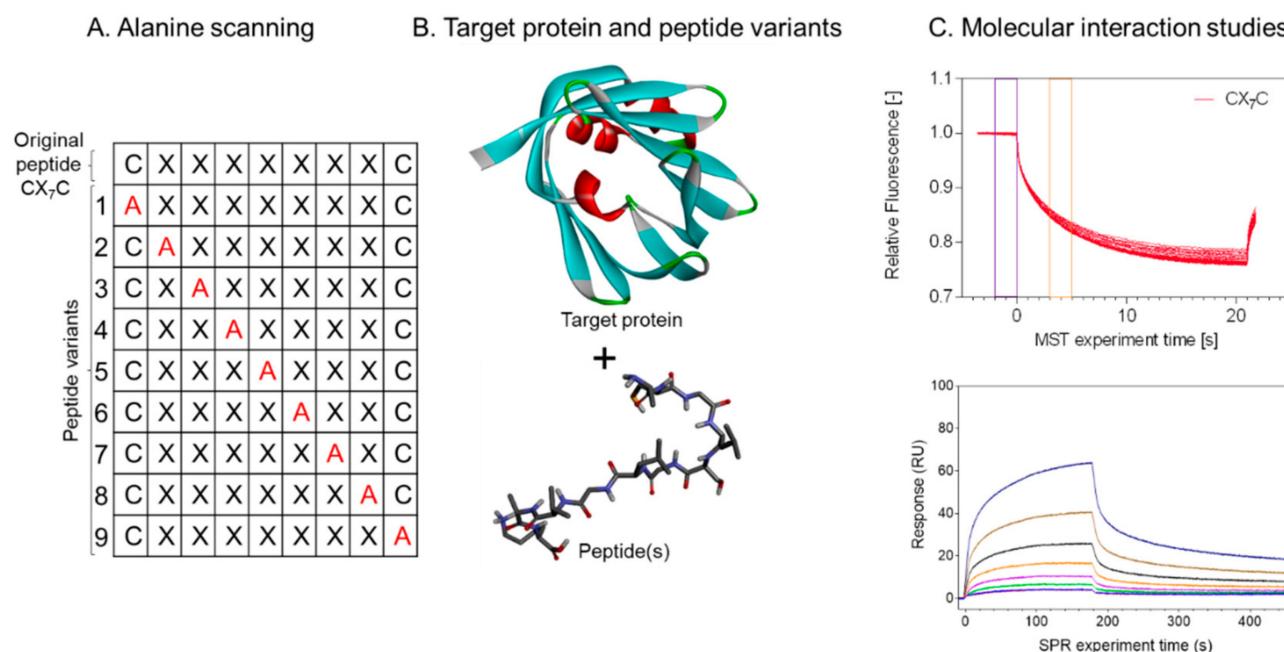 A. Alanine scanning
Original
peptide
CX₇C
C X X X X X X X C
Peptide variants
1 A X X X X X X X C
2 C A X X X X X X C
3 C X A X X X X X C
4 C X X A X X X X C
5 C X X X A X X X C
6 C X X X X A X X C
7 C X X X X X A X C
8 C X X X X X X A C
9 C X X X X X X X A
B. Target protein and peptide variants
Target protein
+
Peptide(s)
C. Molecular interaction studies
Relative Fluorescence [-]
1.1
1.0
0.9
0.8
0.7
CX₇C
0 10 20
MST experiment time [s]
Response (RU)
100
80
60
40
20
0
0 100 200 300 400
SPR experiment time (s)